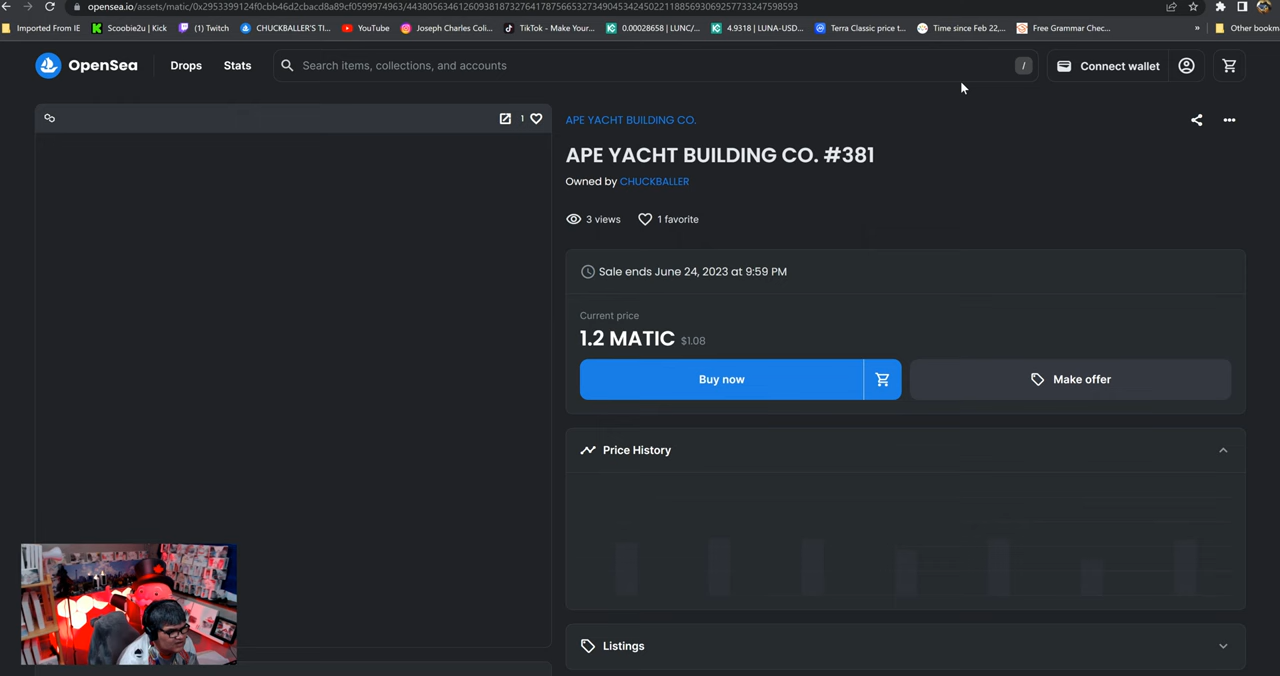 opensea.io/assets/matic/0x2953399124f0cbb46d2cbacd8a89cf0599974963/44380563461260938187327641787566532734905342450221188569306925773324759­8593
Imported From IE
Scoobie2u | Kick
(1) Twitch
CHUCKBALLER'S TI...
YouTube
Joseph Charles Coli...
TikTok - Make Your...
0.00028658 | LUNC/...
4.9318 | LUNA-USD...
Terra Classic price t...
Time since Feb 22,...
Free Grammar Chec...
»
Other bookm
OpenSea
Drops
Stats
Search items, collections, and accounts
/
Connect wallet
1
APE YACHT BUILDING CO.
APE YACHT BUILDING CO. #381
Owned by CHUCKBALLER
3 views
1 favorite
Sale ends June 24, 2023 at 9:59 PM
Current price
1.2 MATIC $1.08
Buy now
Make offer
Price History
Listings